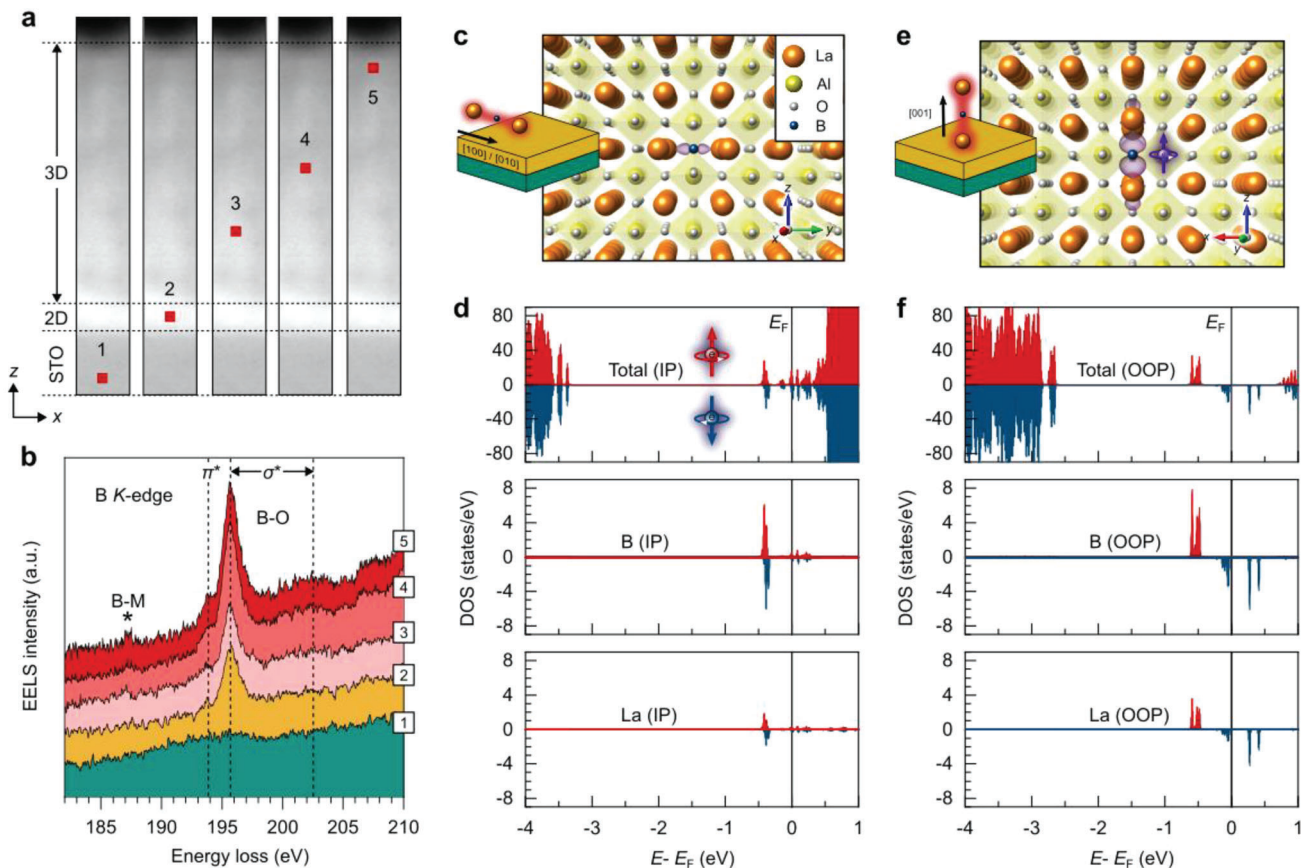 a
3D
2D
STO
1
2
3
4
5
z
x
b
B K-edge
π*
σ*
B-O
B-M
*
5
4
3
2
1
EELS intensity (a.u.)
185 190 195 200 205 210
Energy loss (eV)
c
La
Al
O
B
[100] / [010]
z
x
y
d
E_F
80
40
0
-40
-80
Total (IP)
e
e
8
4
0
-4
-8
B (IP)
DOS (states/eV)
8
4
0
-4
-8
La (IP)
-4 -3 -2 -1 0 1
E- E_F (eV)
e
[001]
z
x
y
f
E_F
80
40
0
-40
-80
Total (OOP)
8
4
0
-4
-8
B (OOP)
DOS (states/eV)
8
4
0
-4
-8
La (OOP)
-4 -3 -2 -1 0 1
E- E_F (eV)